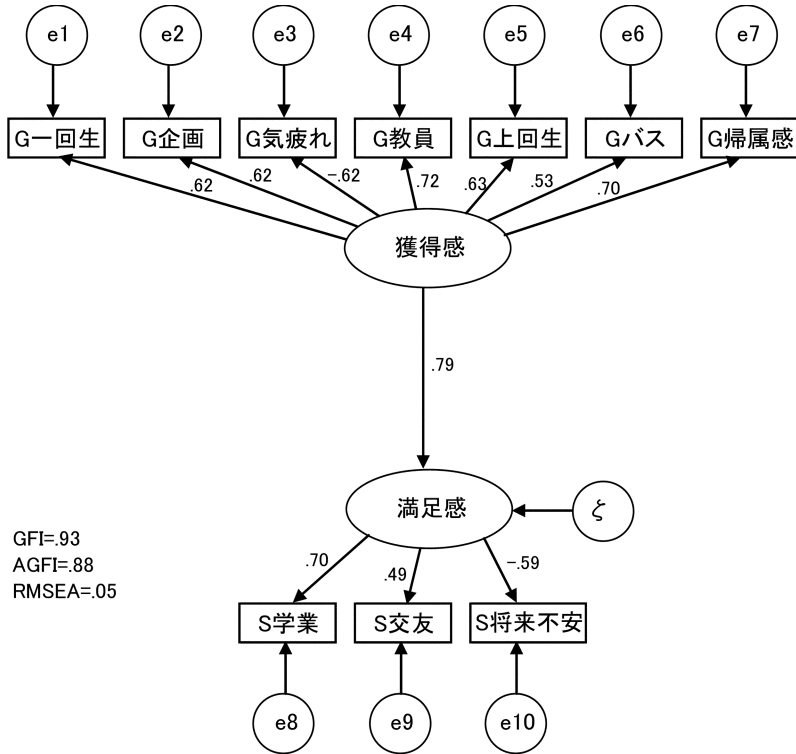 e1 e2 e3 e4 e5 e6 e7
G一回生 G企画 G気疲れ G教員 G上回生 Gバス G帰属感
.62 .62 -.62 .72 .63 .53 .70
獲得感
.79
満足感 ζ
GFI=.93
AGFI=.88
RMSEA=.05
.70 .49 -.59
S学業 S交友 S将来不安
e8 e9 e10